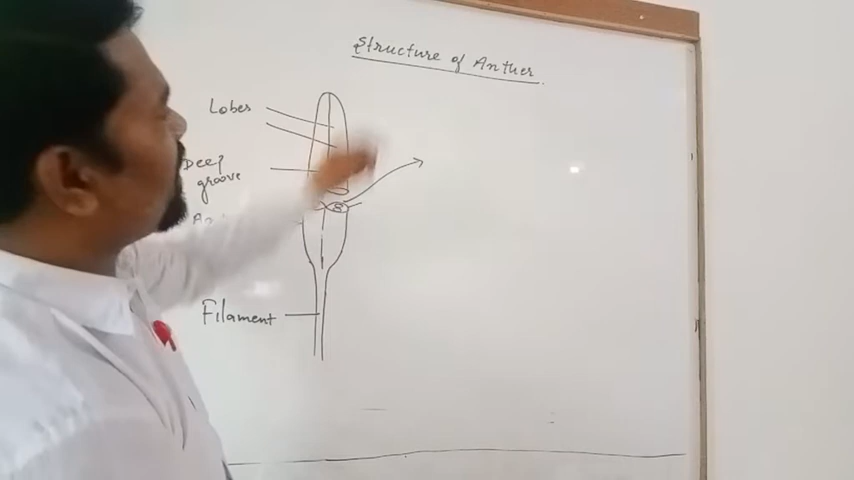 Structure of Anther
Lobes
Deep
groove
Filament